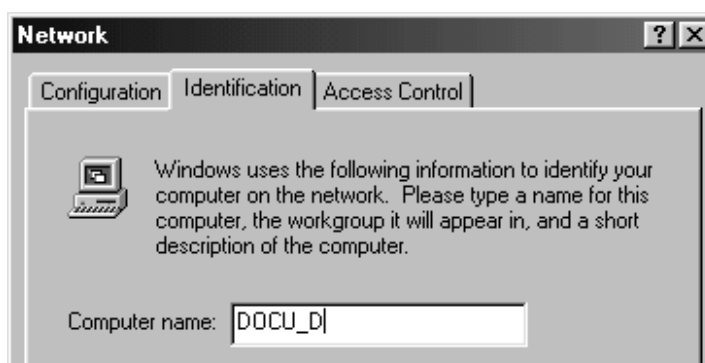 Network ? X
Configuration Identification Access Control
Windows uses the following information to identify your
computer on the network. Please type a name for this
computer, the workgroup it will appear in, and a short
description of the computer.
Computer name: DOCU_D